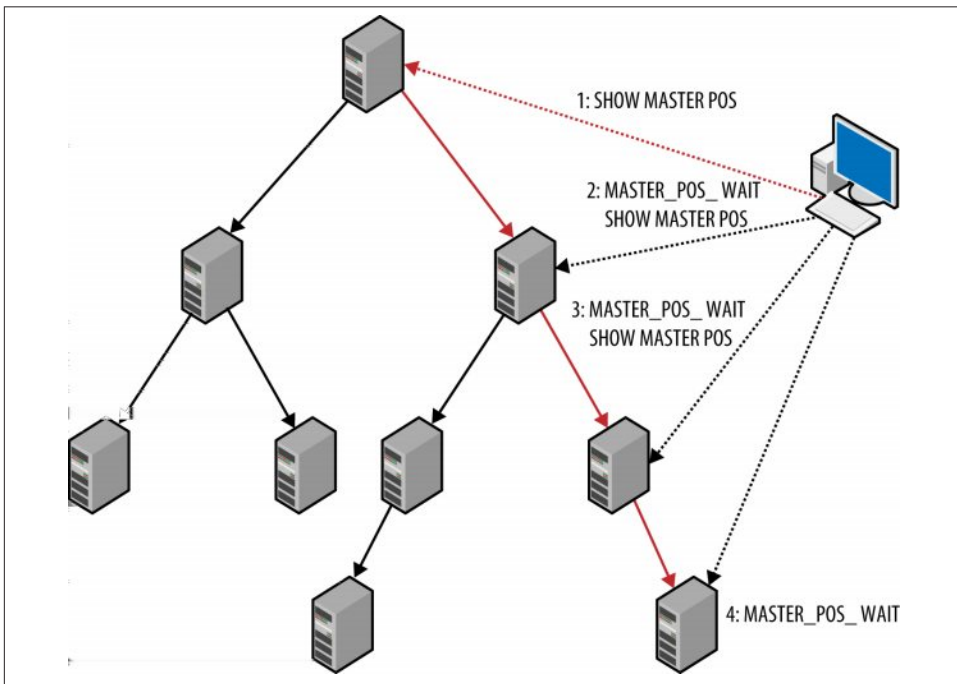 1: SHOW MASTER POS
2: MASTER_POS_ WAIT
SHOW MASTER POS
3: MASTER_POS_ WAIT
SHOW MASTER POS
4: MASTER_POS_ WAIT